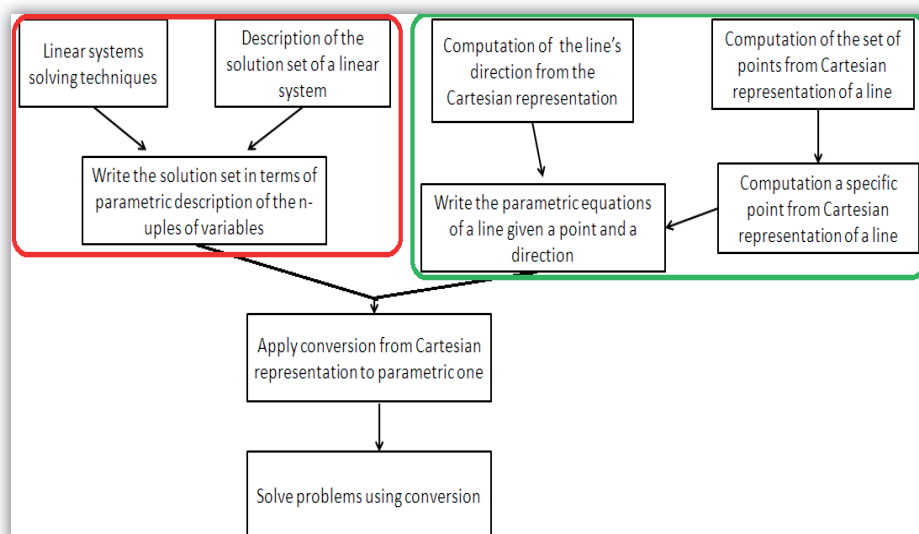 Linear systems
solving techniques
Description of the
solution set of a linear
system
Computation of the line's
direction from the
Cartesian representation
Computation of the set of
points from Cartesian
representation of a line
Write the solution set in terms of
parametric description of the n-
uples of variables
Write the parametric equations
of a line given a point and a
direction
Computation a specific
point from Cartesian
representation of a line
Apply conversion from Cartesian
representation to parametric one
Solve problems using conversion